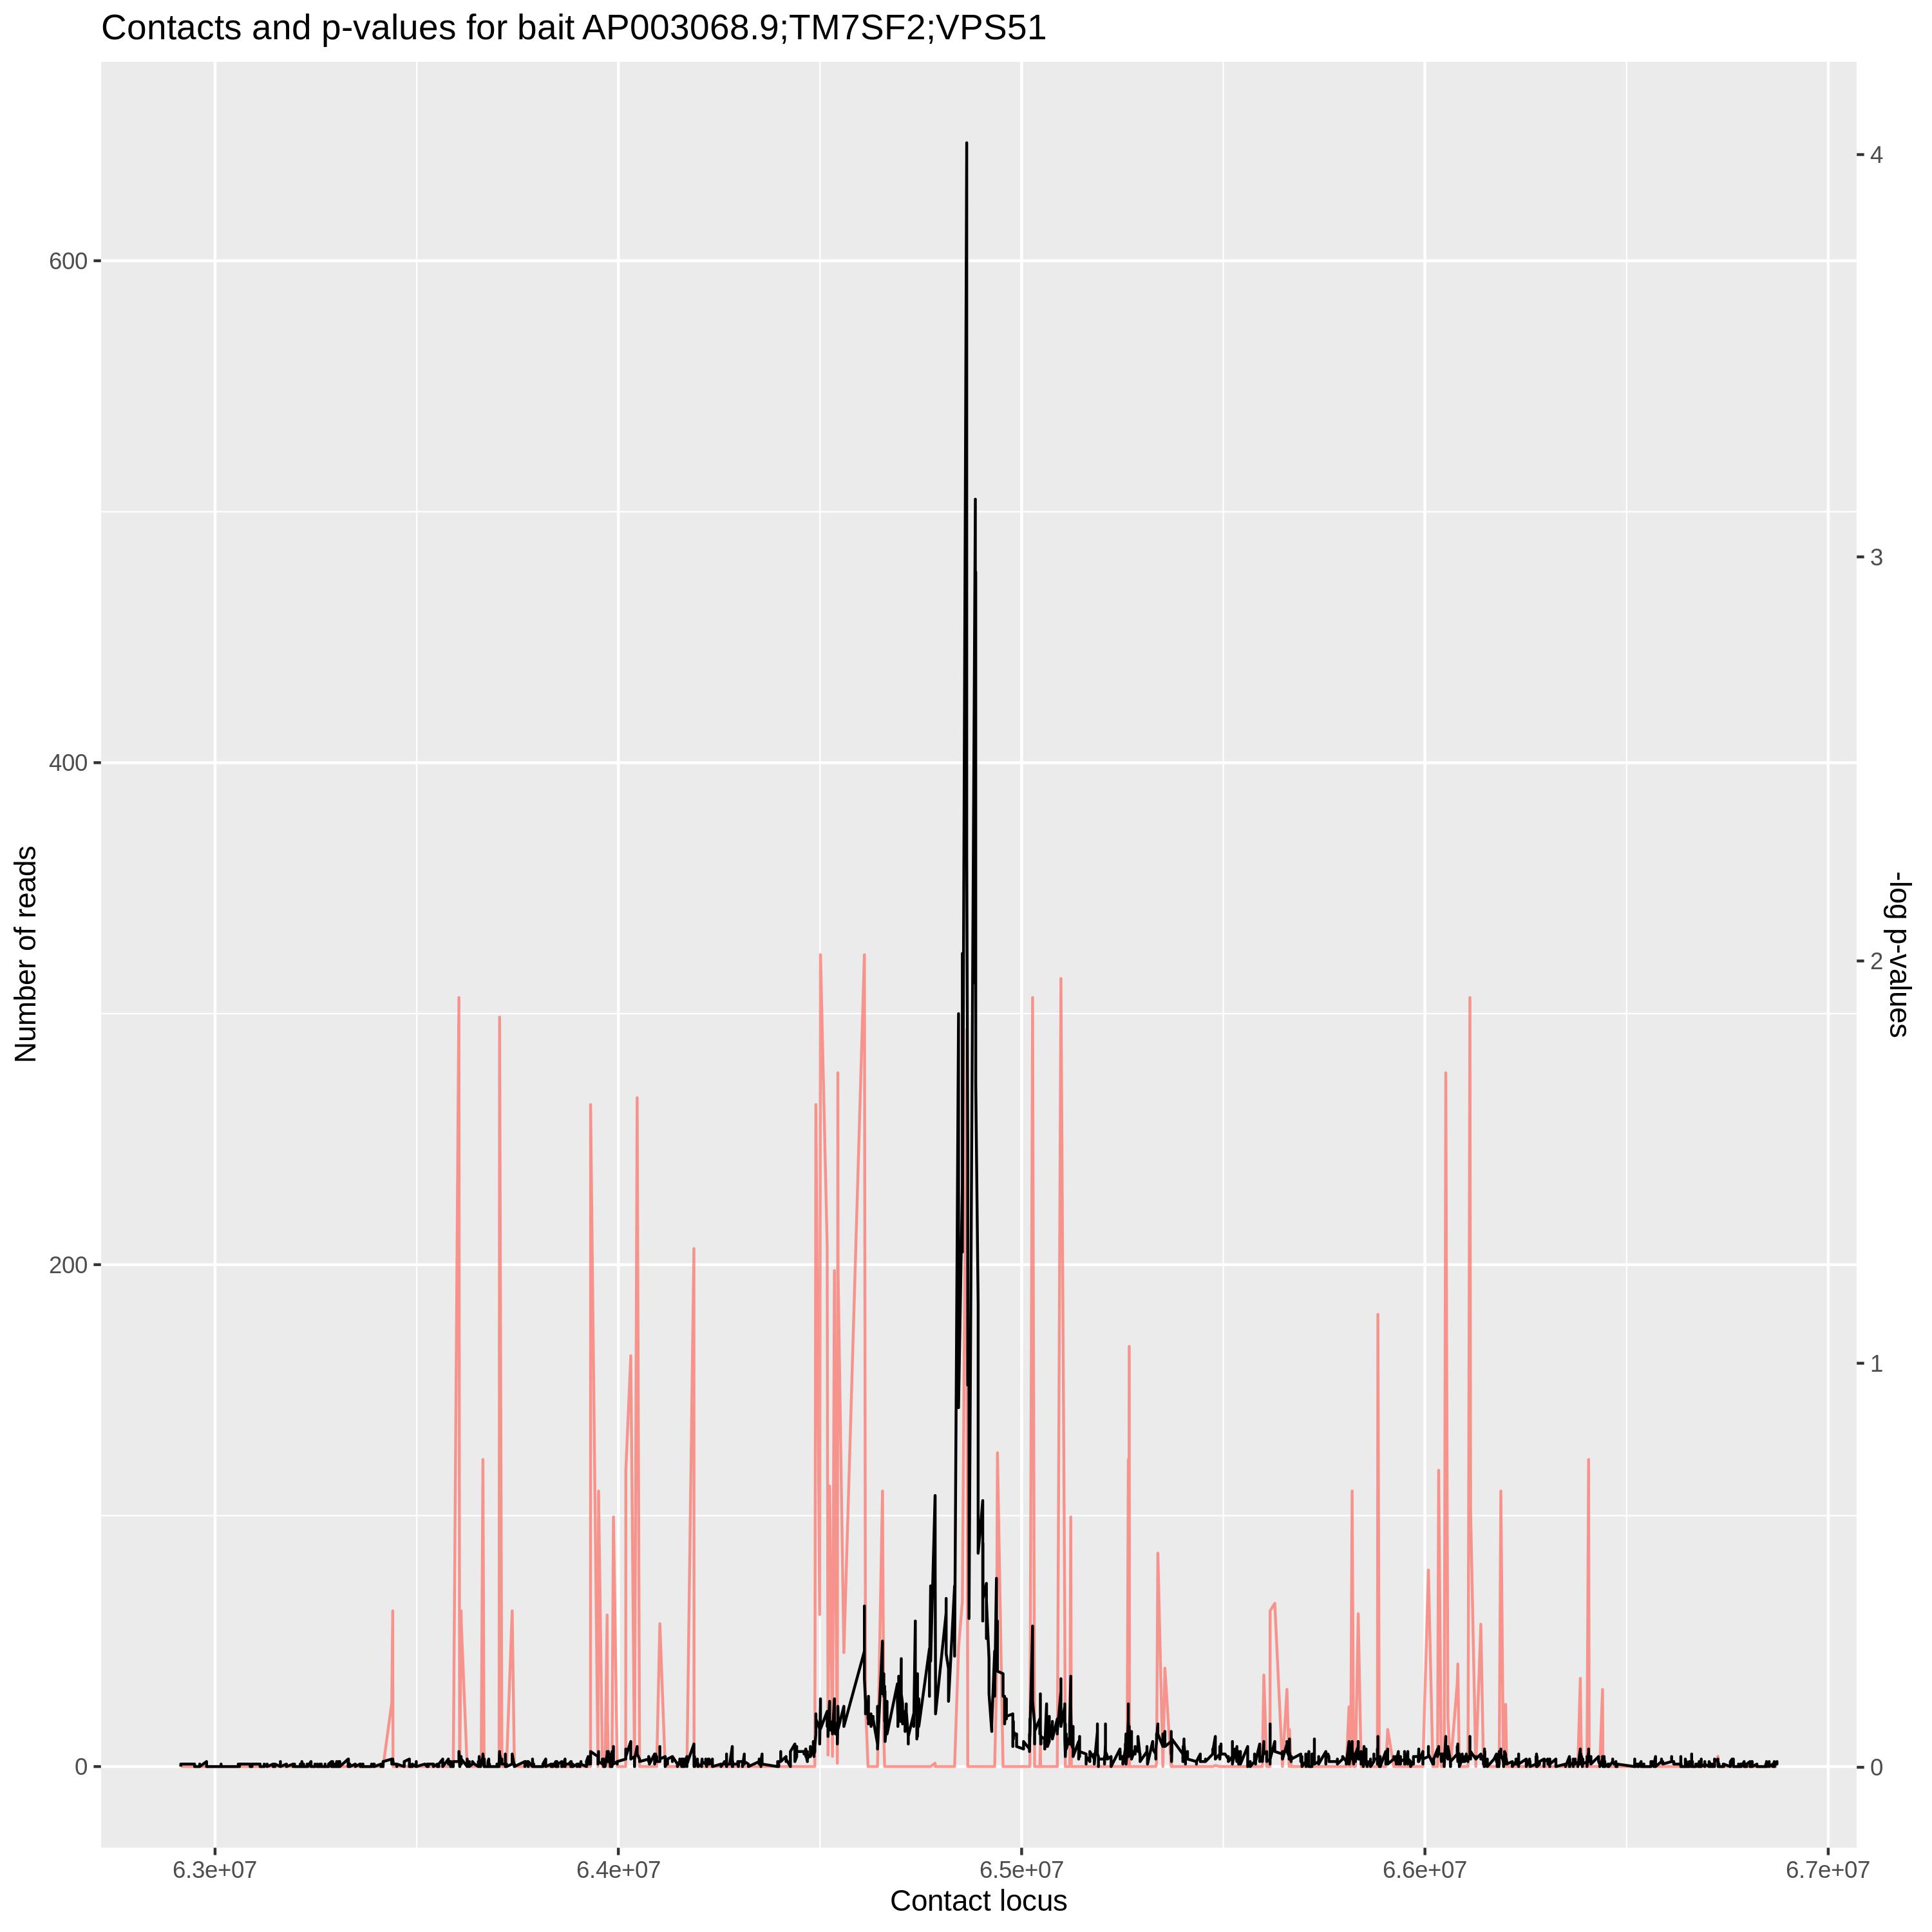 Contacts and p-values for bait AP003068.9;TM7SF2;VPS51
600
400
200
0
Number of reads
4
3
2
1
0
-log p-values
6.3e+07
6.4e+07
6.5e+07
6.6e+07
6.7e+07
Contact locus